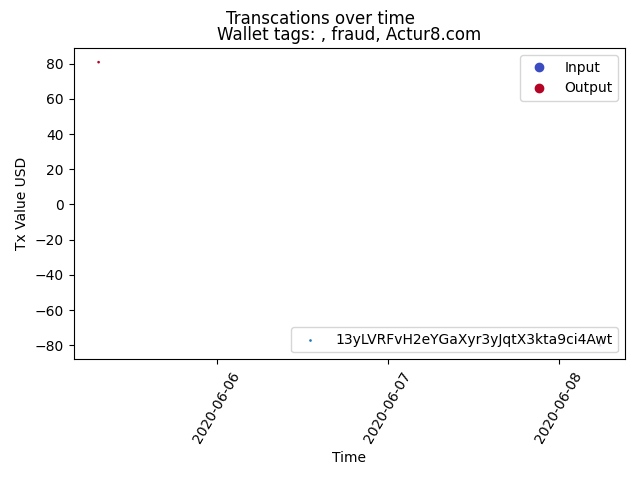 Transcations over time
Wallet tags: , fraud, Actur8.com
80
60
40
20
0
−20
−40
−60
−80
Tx Value USD
Input
Output
13yLVRFvH2eYGaXyr3yJqtX3kta9ci4Awt
2020-06-06
2020-06-07
2020-06-08
Time